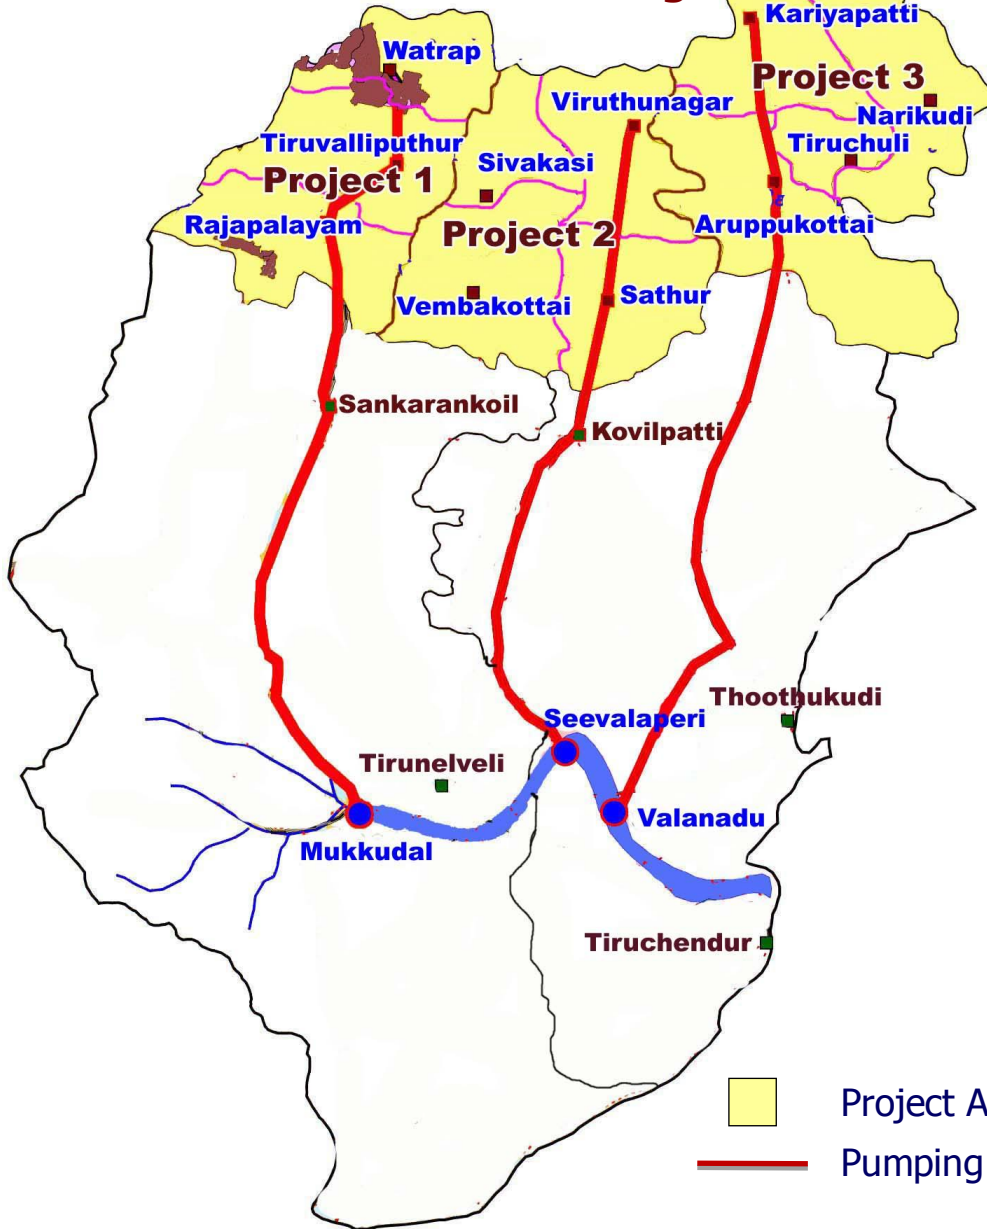 Kariyapatti
Watrap
Project 3
Viruthunagar
Narikudi
Tiruvalliputhur
Tiruchuli
Sivakasi
Project 1
Rajapalayam
Project 2
Aruppukottai
Vembakottai
Sathur
Sankarankoil
Kovilpatti
Thoothukudi
Seevalaperi
Tirunelveli
Valanadu
Mukkudal
Tiruchendur
Project A
Pumping